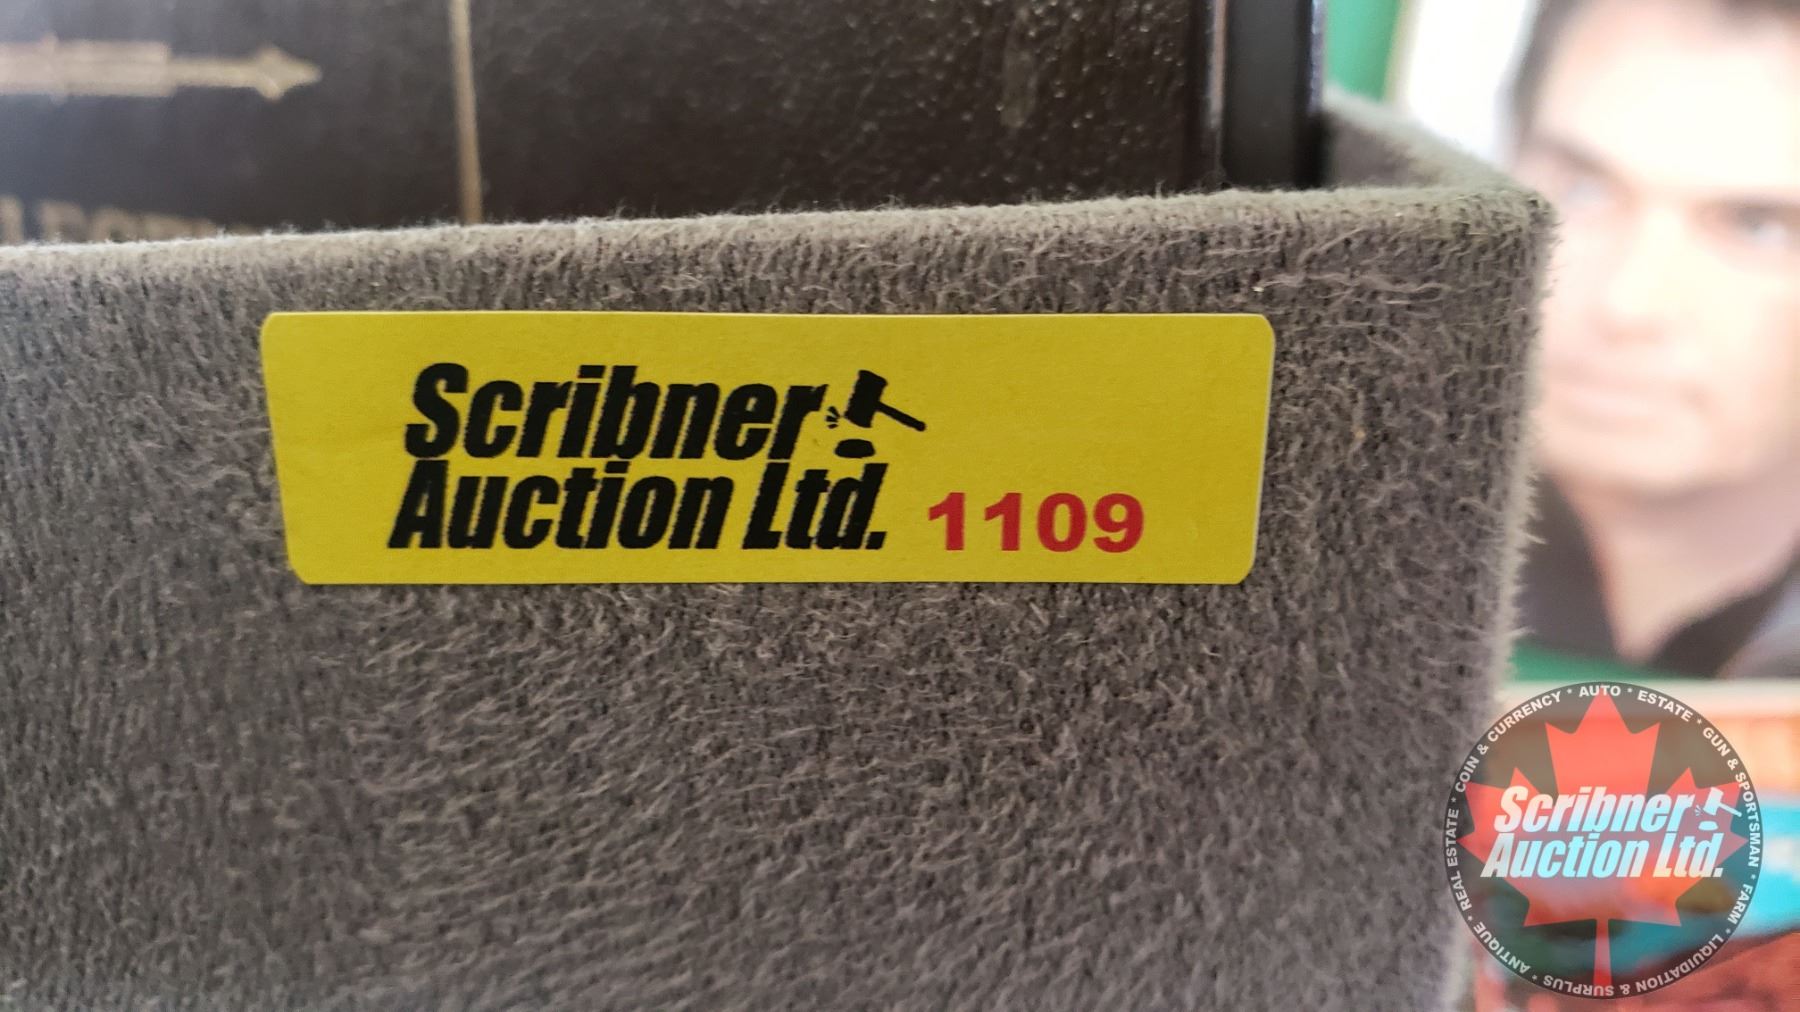 Scribner
Auction Ltd. 1109
COIN & CURRENCY * AUTO * ESTATE * GUN & SPORTSMAN * FARM * LIQUIDATION & SURPLUS * ANTIQUE * REAL ESTATE *
Scribner
Auction Ltd.